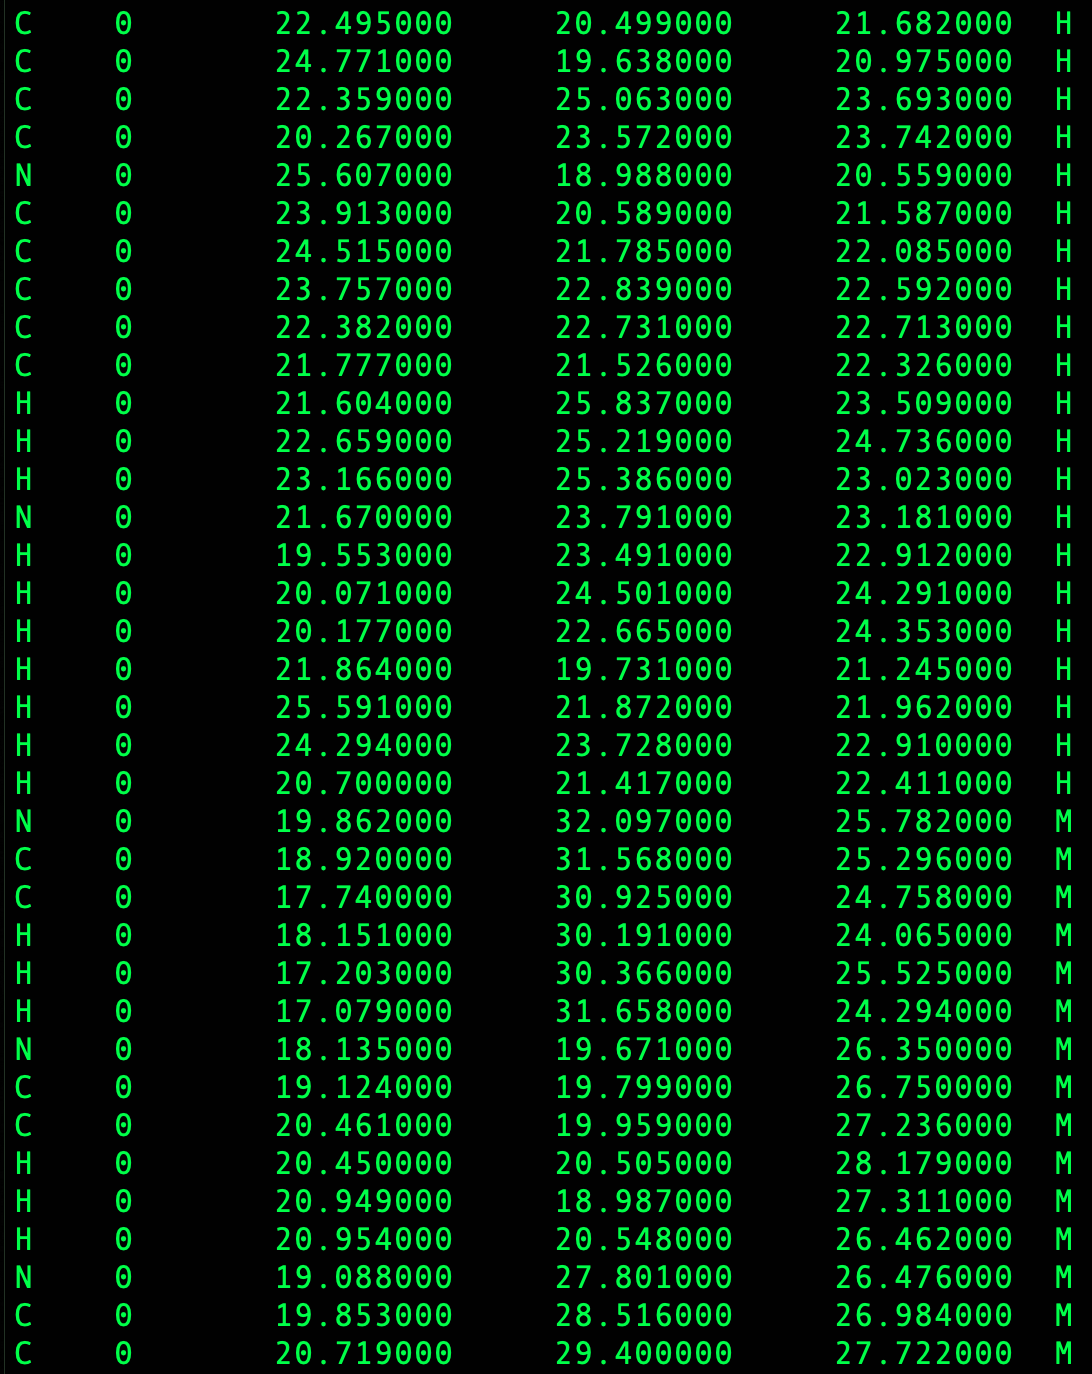 C 0 22.495000 20.499000 21.682000 H
C 0 24.771000 19.638000 20.975000 H
C 0 22.359000 25.063000 23.693000 H
C 0 20.267000 23.572000 23.742000 H
N 0 25.607000 18.988000 20.559000 H
C 0 23.913000 20.589000 21.587000 H
C 0 24.515000 21.785000 22.085000 H
C 0 23.757000 22.839000 22.592000 H
C 0 22.382000 22.731000 22.713000 H
C 0 21.777000 21.526000 22.326000 H
H 0 21.604000 25.837000 23.509000 H
H 0 22.659000 25.219000 24.736000 H
H 0 23.166000 25.386000 23.023000 H
N 0 21.670000 23.791000 23.181000 H
H 0 19.553000 23.491000 22.912000 H
H 0 20.071000 24.501000 24.291000 H
H 0 20.177000 22.665000 24.353000 H
H 0 21.864000 19.731000 21.245000 H
H 0 25.591000 21.872000 21.962000 H
H 0 24.294000 23.728000 22.910000 H
H 0 20.700000 21.417000 22.411000 H
N 0 19.862000 32.097000 25.782000 M
C 0 18.920000 31.568000 25.296000 M
C 0 17.740000 30.925000 24.758000 M
H 0 18.151000 30.191000 24.065000 M
H 0 17.203000 30.366000 25.525000 M
H 0 17.079000 31.658000 24.294000 M
N 0 18.135000 19.671000 26.350000 M
C 0 19.124000 19.799000 26.750000 M
C 0 20.461000 19.959000 27.236000 M
H 0 20.450000 20.505000 28.179000 M
H 0 20.949000 18.987000 27.311000 M
H 0 20.954000 20.548000 26.462000 M
N 0 19.088000 27.801000 26.476000 M
C 0 19.853000 28.516000 26.984000 M
C 0 20.719000 29.400000 27.722000 M